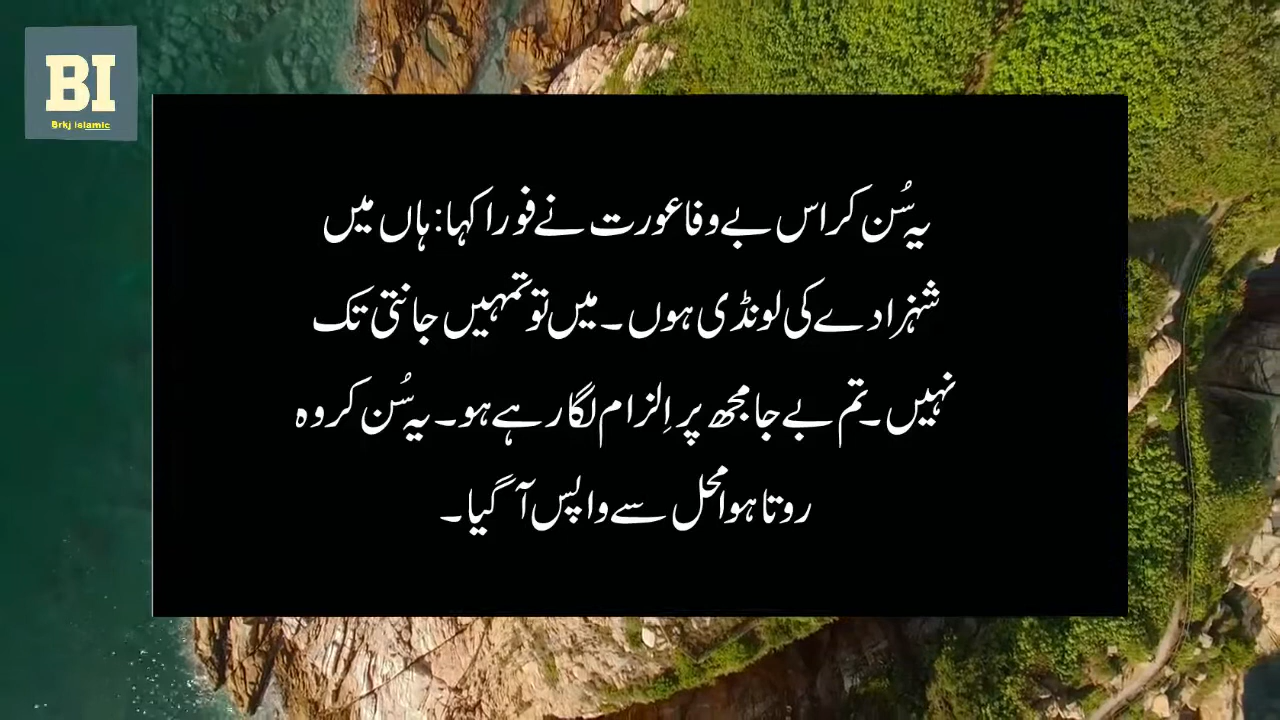 BI
Brkj Islamic
یہ سُن کر اس بے وفا عورت نے فورا کہا: ہاں میں
شہزادے کی لونڈی ہوں۔ میں تو تمہیں جانتی تک
نہیں۔ تم بے جا مجھ پر اِلزام لگا رہے ہو۔ یہ سُن کر وہ
روتا ہوا محل سے واپس آ گیا۔